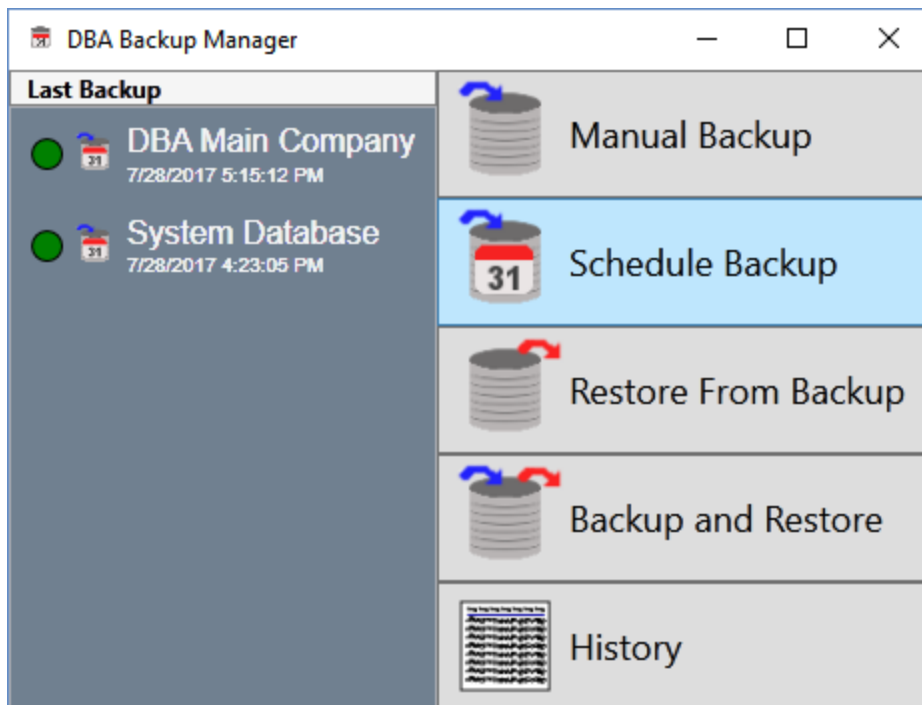 DBA Backup Manager
Last Backup
DBA Main Company
7/28/2017 5:15:12 PM
System Database
7/28/2017 4:23:05 PM
Manual Backup
31
Schedule Backup
Restore From Backup
Backup and Restore
History